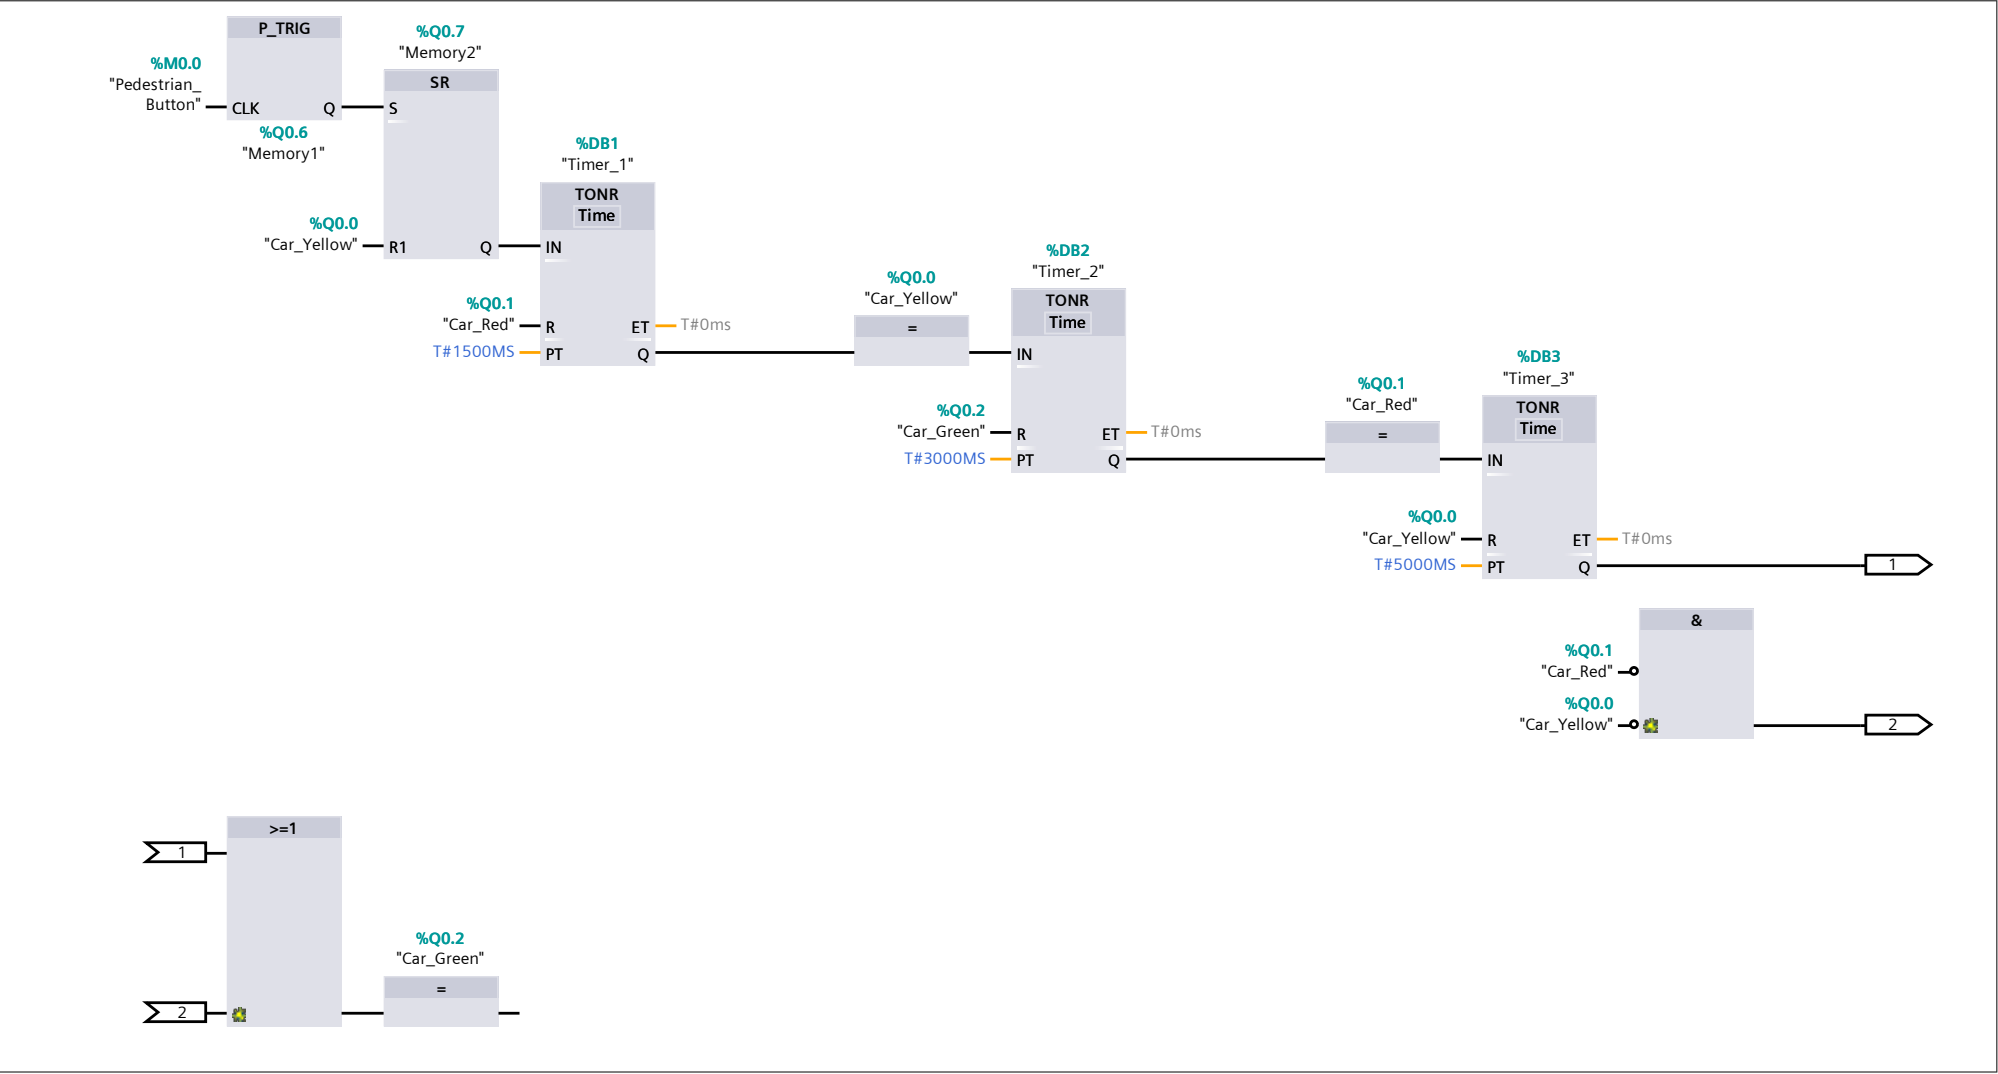 P_TRIG
%M0.0
"Pedestrian_
Button"
CLK
Q
%Q0.6
"Memory1"
%Q0.7
"Memory2"
SR
S
%Q0.0
"Car_Yellow"
R1
Q
%DB1
"Timer_1"
TONR
Time
IN
%Q0.1
"Car_Red"
R
ET
T#0ms
T#1500MS
PT
Q
%Q0.0
"Car_Yellow"
=
%DB2
"Timer_2"
TONR
Time
IN
%Q0.2
"Car_Green"
R
ET
T#0ms
T#3000MS
PT
Q
%Q0.1
"Car_Red"
=
%DB3
"Timer_3"
TONR
Time
IN
%Q0.0
"Car_Yellow"
R
ET
T#0ms
T#5000MS
PT
Q
1
&
%Q0.1
"Car_Red"
%Q0.0
"Car_Yellow"
2
>=1
1
2
%Q0.2
"Car_Green"
=